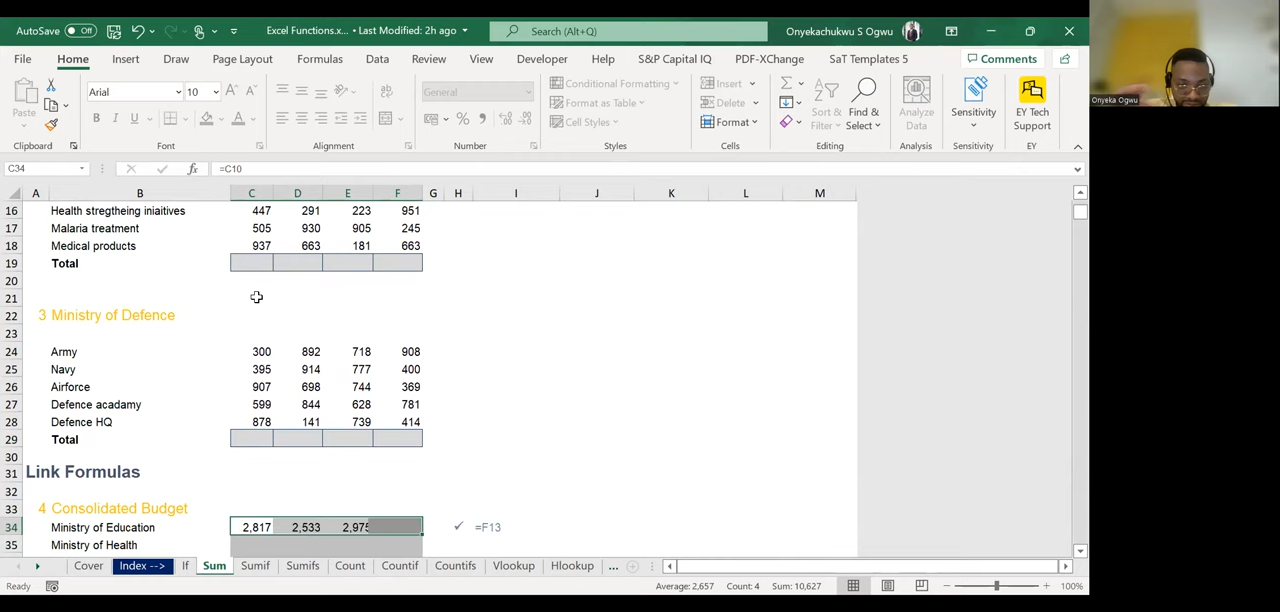 AutoSave Off Excel Functions.x... • Last Modified: 2h ago Search (Alt+Q) Onyekachukwu S Ogwu
File Home Insert Draw Page Layout Formulas Data Review View Developer Help S&P Capital IQ PDF-XChange SaT Templates 5 Comments
Paste Arial 10 General Conditional Formatting Insert Sort & Filter Find & Select Analyze Data Sensitivity EY Tech Support
Format as Table Delete
Cell Styles Format
Clipboard Font Alignment Number Styles Cells Editing Analysis Sensitivity EY
C34 fx =C10
A B C D E F G H I J K L M
16 Health stregtheing iniaitives 447 291 223 951
17 Malaria treatment 505 930 905 245
18 Medical products 937 663 181 663
19 Total
20
21
22 3 Ministry of Defence
23
24 Army 300 892 718 908
25 Navy 395 914 777 400
26 Airforce 907 698 744 369
27 Defence acadamy 599 844 628 781
28 Defence HQ 878 141 739 414
29 Total
30
31 Link Formulas
32
33 4 Consolidated Budget
34 Ministry of Education 2,817 2,533 2,975 ✓ =F13
35 Ministry of Health
Cover Index --> If Sum Sumif Sumifs Count Countif Countifs Vlookup Hlookup ...
Ready Average: 2,657 Count: 4 Sum: 10,627 100%
Onyeka Ogwu